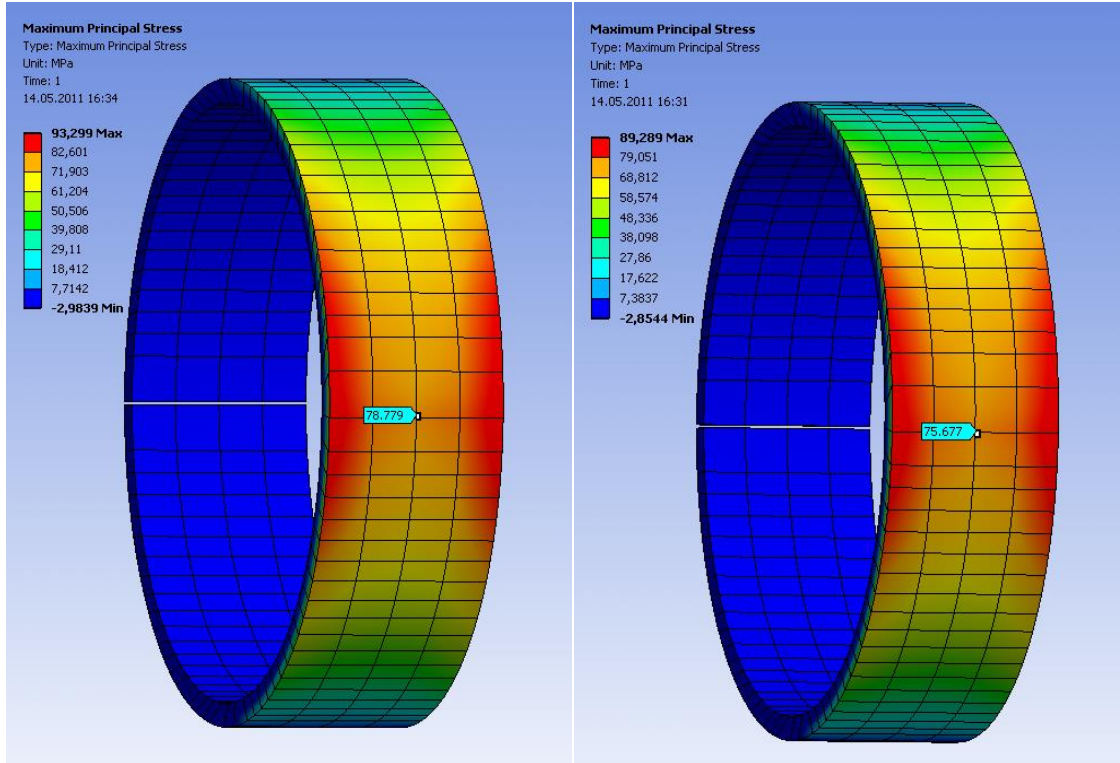 Maximum Principal Stress
Type: Maximum Principal Stress
Unit: MPa
Time: 1
14.05.2011 16:34
93,299 Max
82,601
71,903
61,204
50,506
39,808
29,11
18,412
7,7142
-2,9839 Min
78.779
Maximum Principal Stress
Type: Maximum Principal Stress
Unit: MPa
Time: 1
14.05.2011 16:31
89,289 Max
79,051
68,812
58,574
48,336
38,098
27,86
17,622
7,3837
-2,8544 Min
75.677